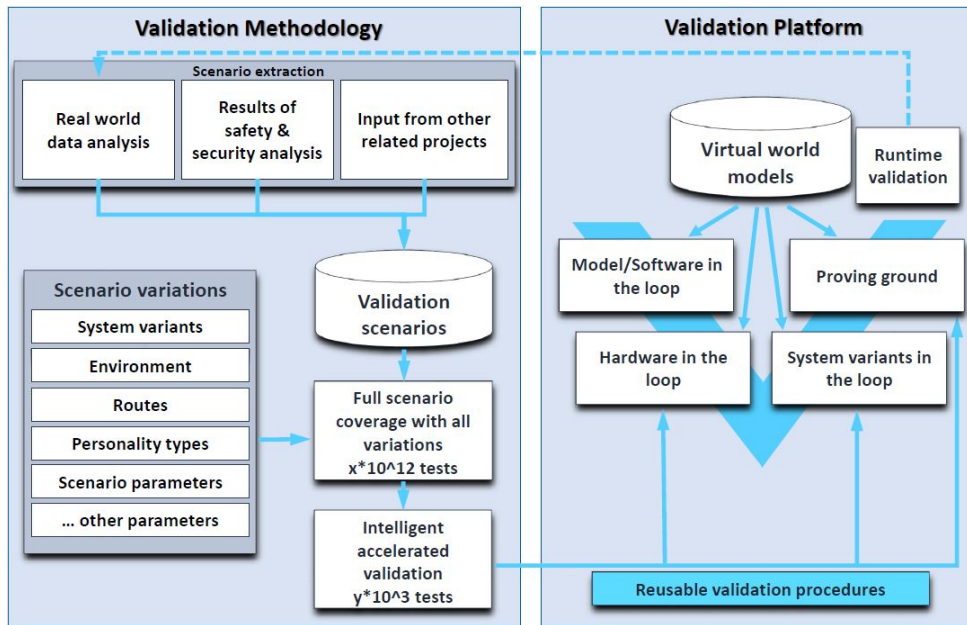 Validation Methodology
Scenario extraction
Real world
data analysis
Results of
safety &
security analysis
Input from other
related projects
Validation
scenarios
Scenario variations
System variants
Environment
Routes
Personality types
Scenario parameters
... other parameters
Full scenario
coverage with all
variations
x*10^12 tests
Intelligent
accelerated
validation
y*10^3 tests
Validation Platform
Virtual world
models
Runtime
validation
Model/Software in
the loop
Proving ground
Hardware in the
loop
System variants
in the loop
Reusable validation procedures